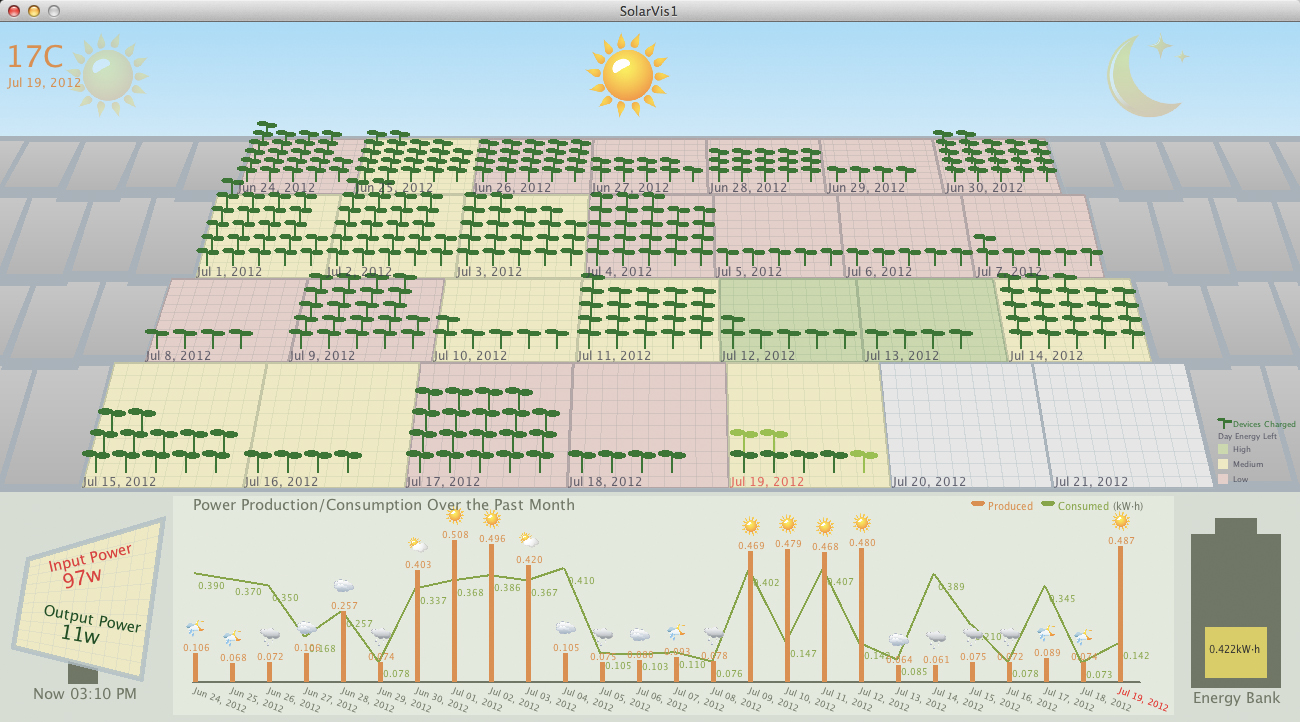 SolarVis1
17C
Jul 19, 2012
Jun 24, 2012
Jun 25, 2012
Jun 26, 2012
Jun 27, 2012
Jun 28, 2012
Jun 29, 2012
Jun 30, 2012
Jul 1, 2012
Jul 2, 2012
Jul 3, 2012
Jul 4, 2012
Jul 5, 2012
Jul 6, 2012
Jul 7, 2012
Jul 8, 2012
Jul 9, 2012
Jul 10, 2012
Jul 11, 2012
Jul 12, 2012
Jul 13, 2012
Jul 14, 2012
Jul 15, 2012
Jul 16, 2012
Jul 17, 2012
Jul 18, 2012
Jul 19, 2012
Jul 20, 2012
Jul 21, 2012
Devices Charged
Day Energy Left
High
Medium
Low
Input Power
97w
Output Power
11w
Now 03:10 PM
Power Production/Consumption Over the Past Month
Produced
Consumed (kW·h)
0.390
0.370
0.350
0.168
0.257
0.078
0.337
0.368
0.386
0.367
0.410
0.105
0.103
0.110
0.076
0.402
0.147
0.407
0.085
0.389
0.078
0.345
0.073
0.142
0.106
0.068
0.072
0.257
0.074
0.403
0.508
0.496
0.420
0.105
0.075
0.093
0.078
0.469
0.479
0.468
0.480
0.064
0.061
0.075
0.072
0.089
0.487
Jun 24, 2012
Jun 25, 2012
Jun 26, 2012
Jun 27, 2012
Jun 28, 2012
Jun 29, 2012
Jun 30, 2012
Jul 01, 2012
Jul 02, 2012
Jul 03, 2012
Jul 04, 2012
Jul 05, 2012
Jul 06, 2012
Jul 07, 2012
Jul 08, 2012
Jul 09, 2012
Jul 10, 2012
Jul 11, 2012
Jul 12, 2012
Jul 13, 2012
Jul 14, 2012
Jul 15, 2012
Jul 16, 2012
Jul 17, 2012
Jul 18, 2012
Jul 19, 2012
0.422kW·h
Energy Bank